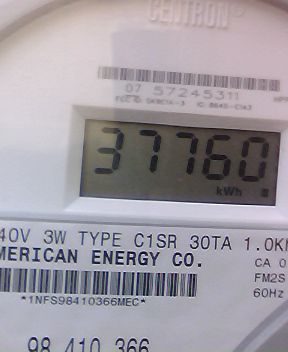 CENTRON®
07 57245311
37760
kWh
40V 3W TYPE C1SR 30TA 1.0K
MERICAN ENERGY CO.
CA 0
FM2S
60Hz
*1NFS98410366MEC*
98 410 366